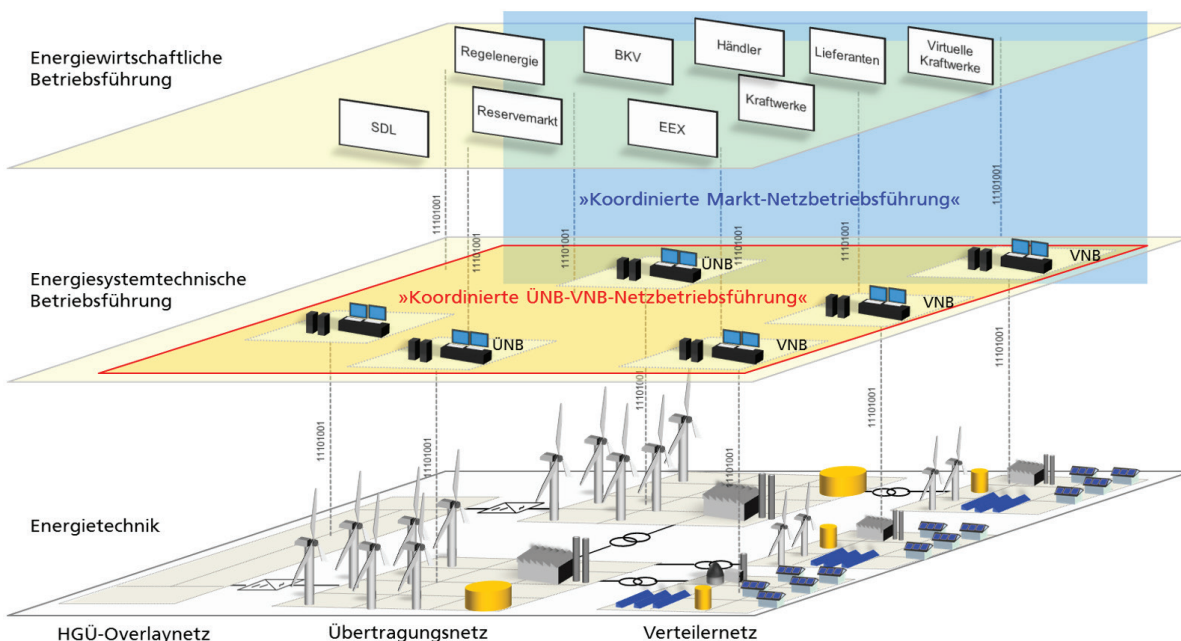 Energiewirtschaftliche
Betriebsführung
Regelenergie
BKV
Händler
Lieferanten
Virtuelle
Kraftwerke
SDL
Reservemarkt
EEX
Kraftwerke
»Koordinierte Markt-Netzbetriebsführung«
11101001
11101001
11101001
11101001
11101001
11101001
Energiesystemtechnische
Betriebsführung
ÜNB
VNB
»Koordinierte ÜNB-VNB-Netzbetriebsführung«
VNB
ÜNB
VNB
11101001
11101001
11101001
11101001
11101001
11101001
Energietechnik
HGÜ-Overlaynetz
Übertragungsnetz
Verteilernetz